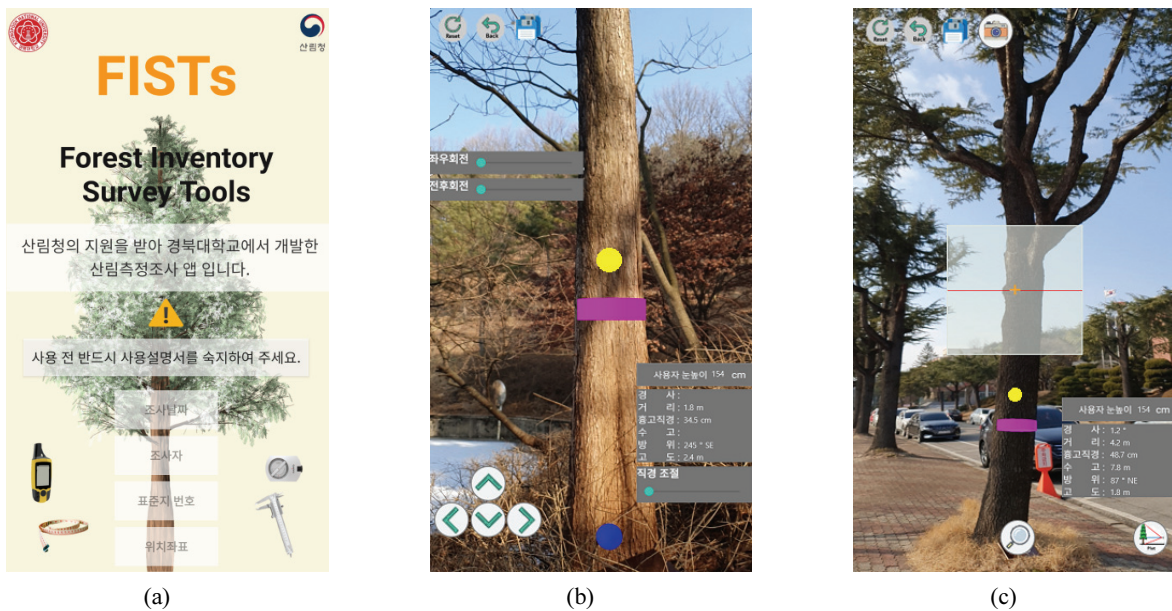 산림청
FISTs
Forest Inventory
Survey Tools
산림청의 지원을 받아 경북대학교에서 개발한
산림측정조사 앱 입니다.
사용 전 반드시 사용설명서를 숙지하여 주세요.
조사날짜
조사자
표준지 번호
위치좌표
(a)
Reset
Back
좌우회전
전후회전
사용자 눈높이 154 cm
경 사 :
거 리 : 1.8 m
흉고직경 : 34.5 cm
수 고 :
방 위 : 245 ° SE
고 도 : 2.4 m
직경 조절
(b)
Reset
Back
사용자 눈높이 154 cm
경 사 : 1.2 °
거 리 : 4.2 m
흉고직경 : 48.7 cm
수 고 : 7.8 m
방 위 : 87 ° NE
고 도 : 1.8 m
Plot
(c)